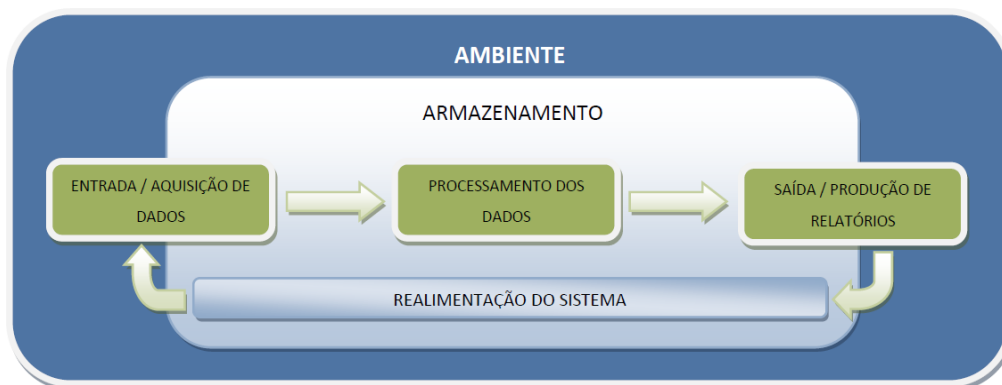 AMBIENTE
ARMAZENAMENTO
ENTRADA / AQUISIÇÃO DE
DADOS
PROCESSAMENTO DOS
DADOS
SAÍDA / PRODUÇÃO DE
RELATÓRIOS
REALIMENTAÇÃO DO SISTEMA